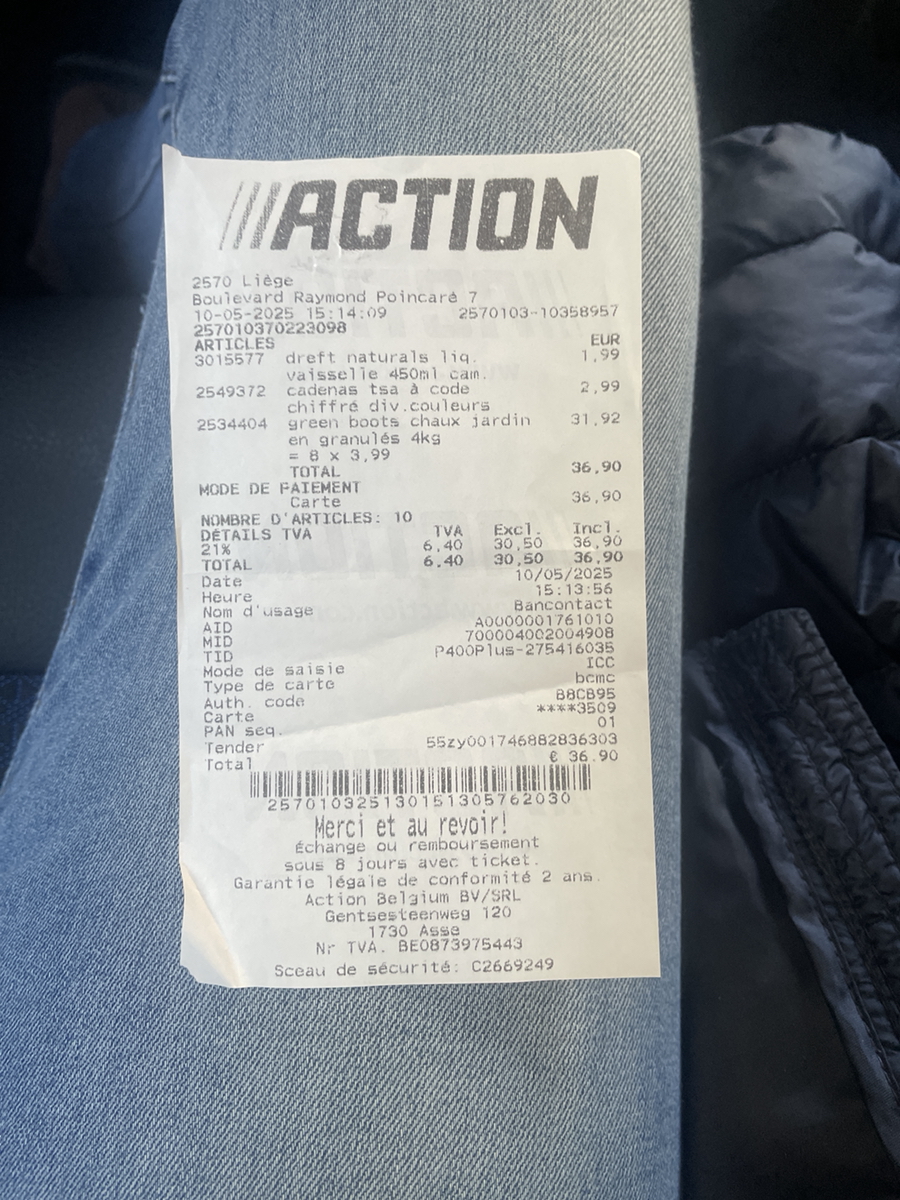 ///ACTION
2570 Liège
Boulevard Raymond Poincaré 7
10-05-2025 15:14:09 2570103-10358957
257010370223098
ARTICLES EUR
3015577 dreft naturals liq. 1,99
vaisselle 450ml cam.
2549372 cadenas tsa à code 2,99
chiffré div.couleurs
2534404 green boots chaux jardin 31,92
en granulés 4kg
= 8 x 3,99
TOTAL 36,90
MODE DE PAIEMENT
Carte 36,90
NOMBRE D'ARTICLES: 10
DÉTAILS TVA TVA Excl. Incl.
21% 6,40 30,50 36,90
TOTAL 6,40 30,50 36,90
Date 10/05/2025
Heure 15:13:56
Nom d'usage Bancontact
AID A0000001761010
MID 700004002004908
TID P400Plus-275416035
Mode de saisie ICC
Type de carte bcmc
Auth. code B8CB95
Carte ****3509
PAN seq. 01
Tender 55zy001746882836303
Total € 36.90
257010325130151305762030
Merci et au revoir!
Échange ou remboursement
sous 8 jours avec ticket.
Garantie légale de conformité 2 ans.
Action Belgium BV/SRL
Gentsesteenweg 120
1730 Asse
Nr TVA. BE0873975443
Sceau de sécurité: C2669249